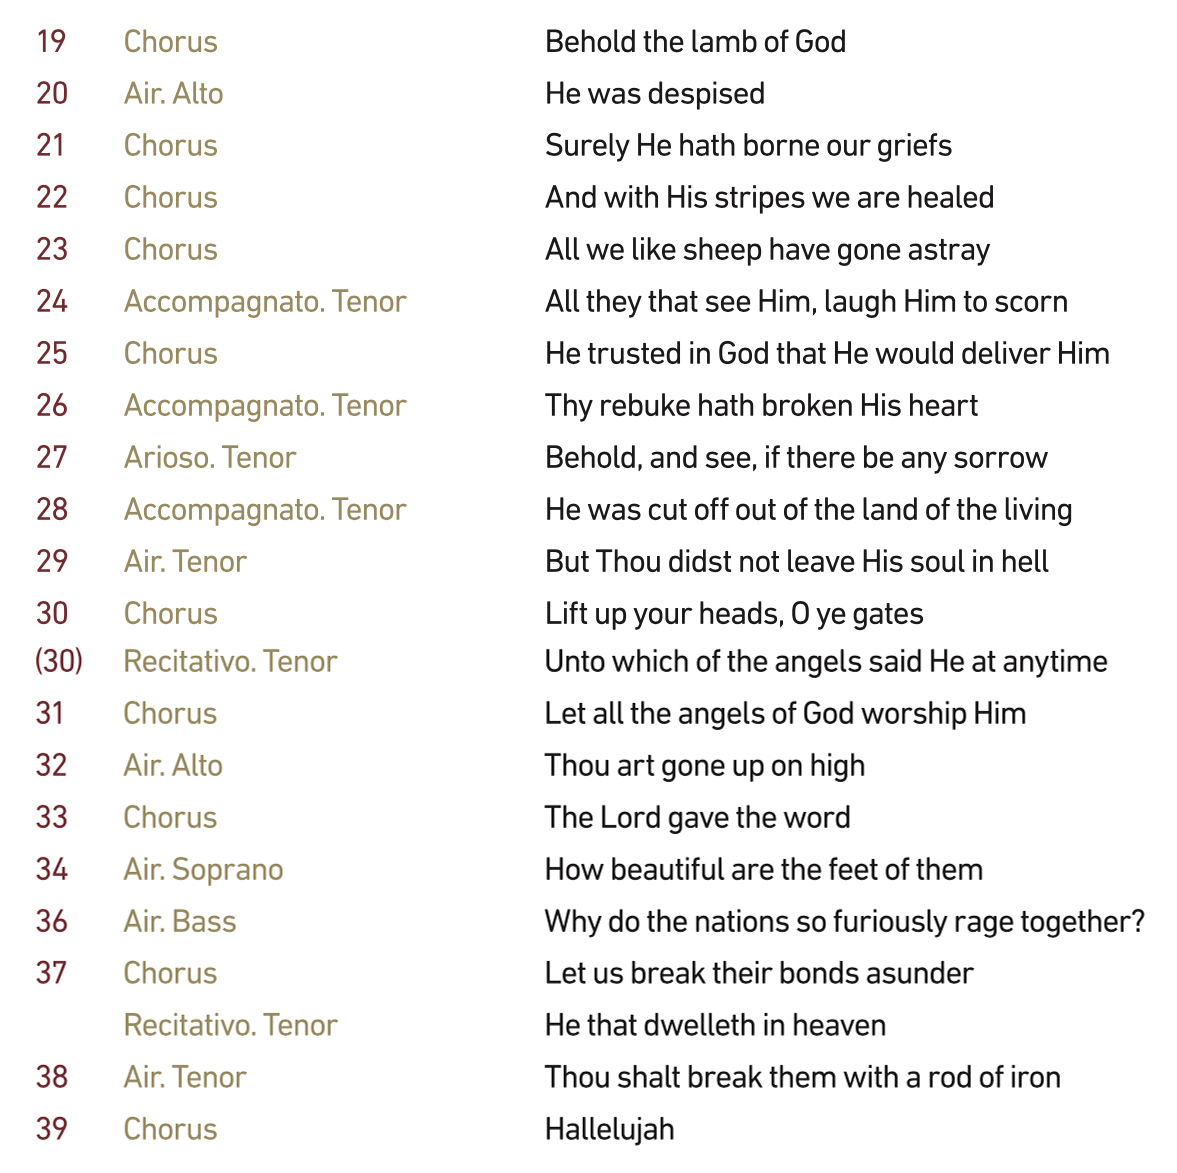 19 Chorus Behold the lamb of God
20 Air. Alto He was despised
21 Chorus Surely He hath borne our griefs
22 Chorus And with His stripes we are healed
23 Chorus All we like sheep have gone astray
24 Accompagnato. Tenor All they that see Him, laugh Him to scorn
25 Chorus He trusted in God that He would deliver Him
26 Accompagnato. Tenor Thy rebuke hath broken His heart
27 Arioso. Tenor Behold, and see, if there be any sorrow
28 Accompagnato. Tenor He was cut off out of the land of the living
29 Air. Tenor But Thou didst not leave His soul in hell
30 Chorus Lift up your heads, O ye gates
(30) Recitativo. Tenor Unto which of the angels said He at anytime
31 Chorus Let all the angels of God worship Him
32 Air. Alto Thou art gone up on high
33 Chorus The Lord gave the word
34 Air. Soprano How beautiful are the feet of them
36 Air. Bass Why do the nations so furiously rage together?
37 Chorus Let us break their bonds asunder
Recitativo. Tenor He that dwelleth in heaven
38 Air. Tenor Thou shalt break them with a rod of iron
39 Chorus Hallelujah